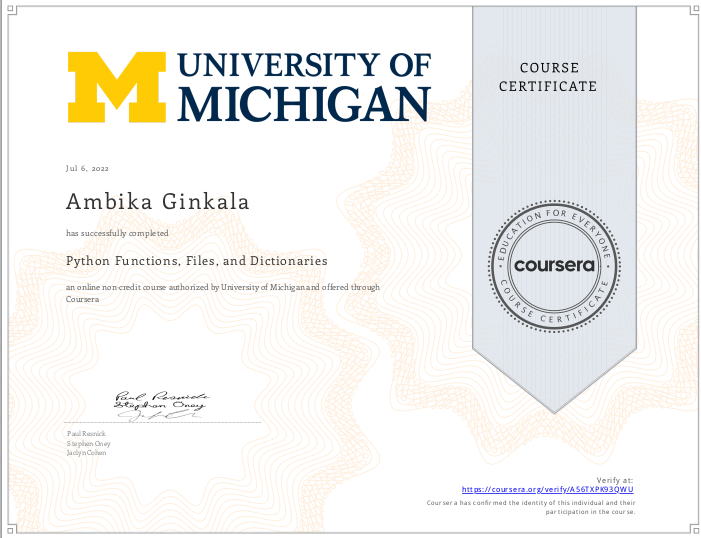 UNIVERSITY OF
MICHIGAN
COURSE
CERTIFICATE
Jul 6, 2022
Ambika Ginkala
has successfully completed
Python Functions, Files, and Dictionaries
an online non-credit course authorized by University of Michigan and offered through
Coursera
EDUCATION FOR EVERYONE
coursera
COURSE CERTIFICATE
Paul Resnick
Stephen Oney
Paul Resnick
Stephen Oney
Jaclyn Cohen
Verify at:
https://coursera.org/verify/A56TXPK93QWU
Coursera has confirmed the identity of this individual and their
participation in the course.